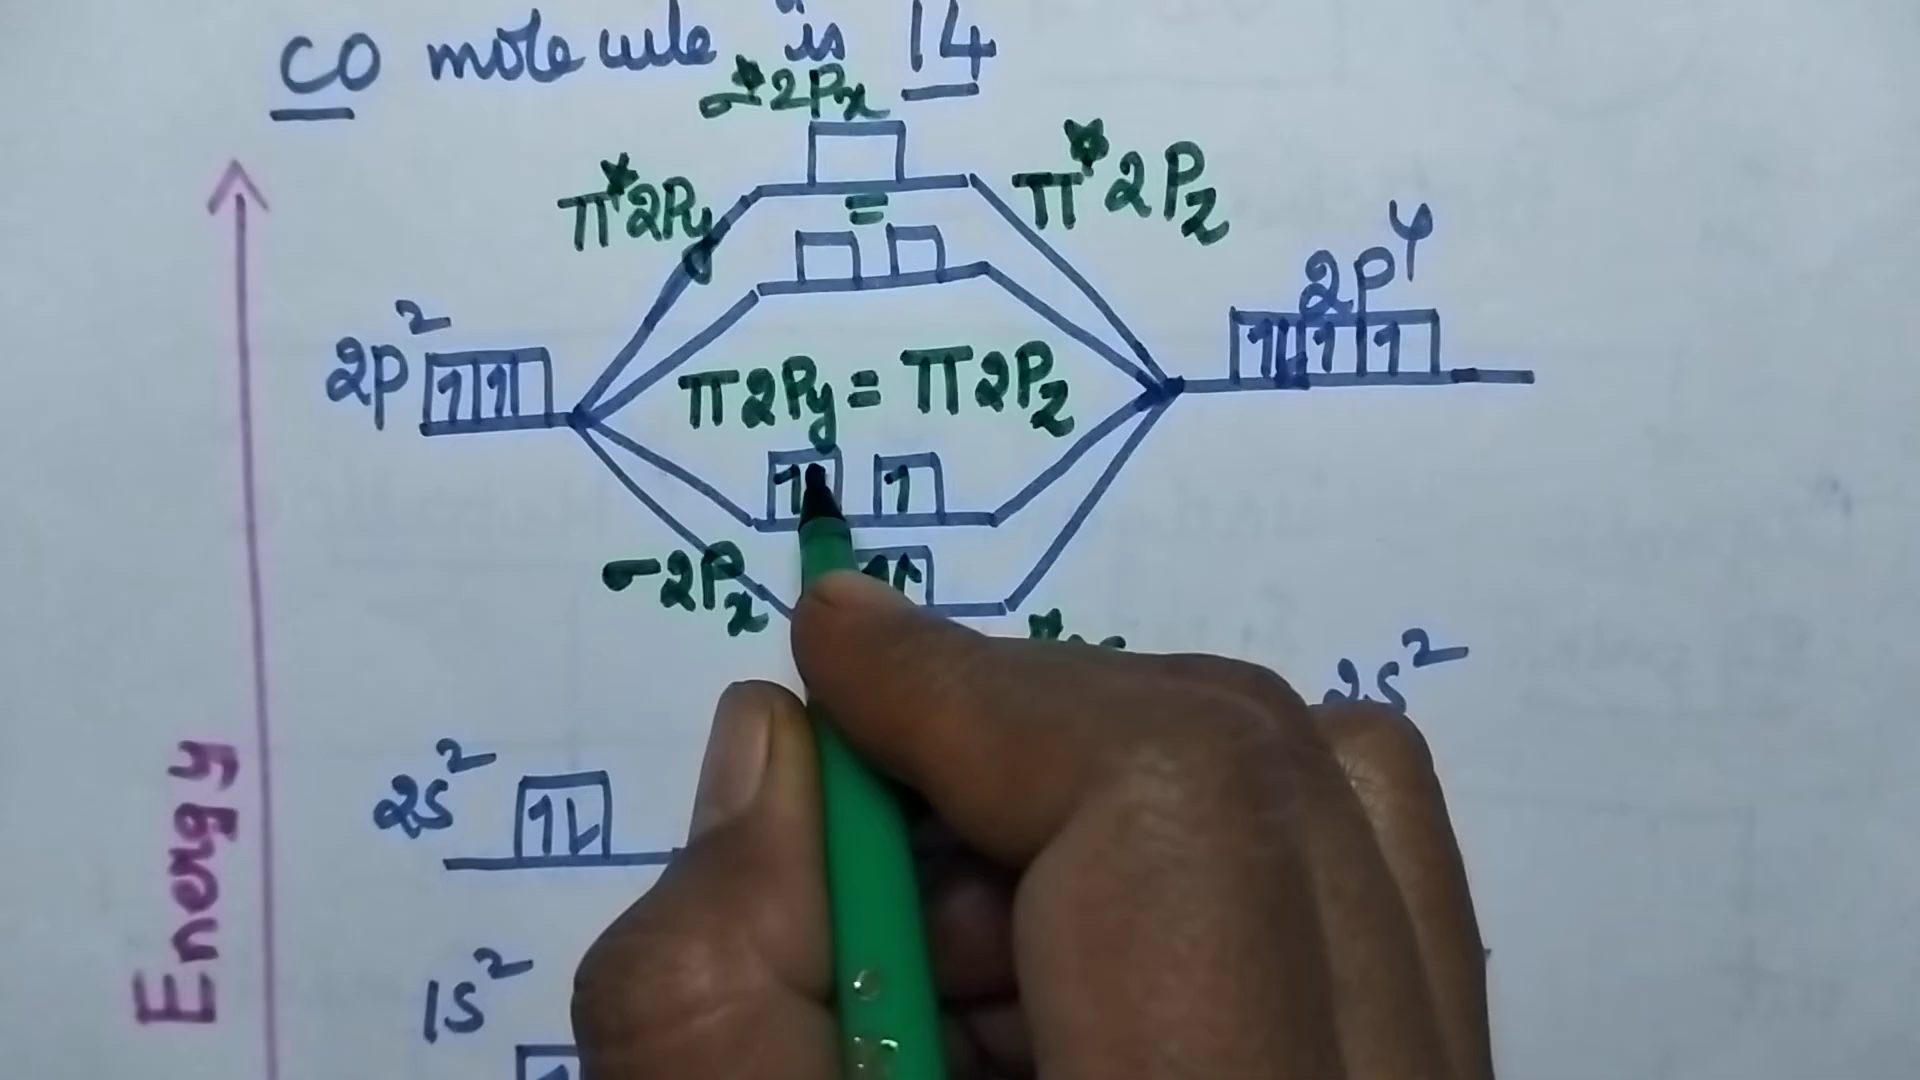 CO molecule is 14
σ*2Px
π*2Py = π*2Pz
2p²
2p⁴
π2Py = π2Pz
σ2Px
2s²
2s²
1s²
Energy